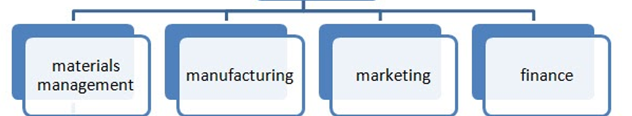 materials
management
manufacturing
marketing
finance